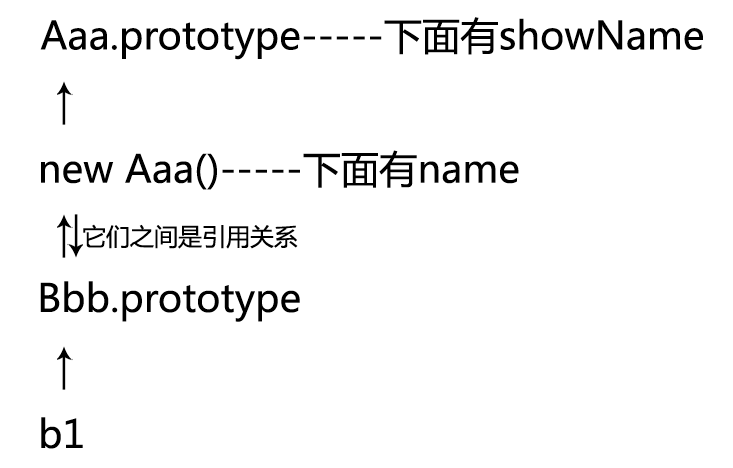 Aaa.prototype-----下面有showName
↑
new Aaa()-----下面有name
↑↓它们之间是引用关系
Bbb.prototype
↑
b1